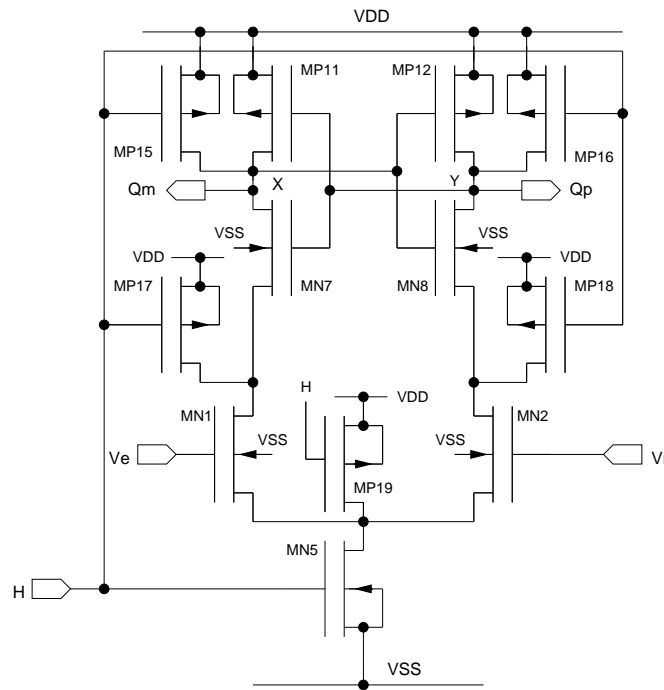 VDD
MP11
MP12
MP15
MP16
Qm
X
Y
Qp
VSS
VSS
VDD
VDD
MN7
MN8
MP17
MP18
H
VDD
MN1
MN2
Ve
VSS
VSS
MP19
MN5
H
VSS